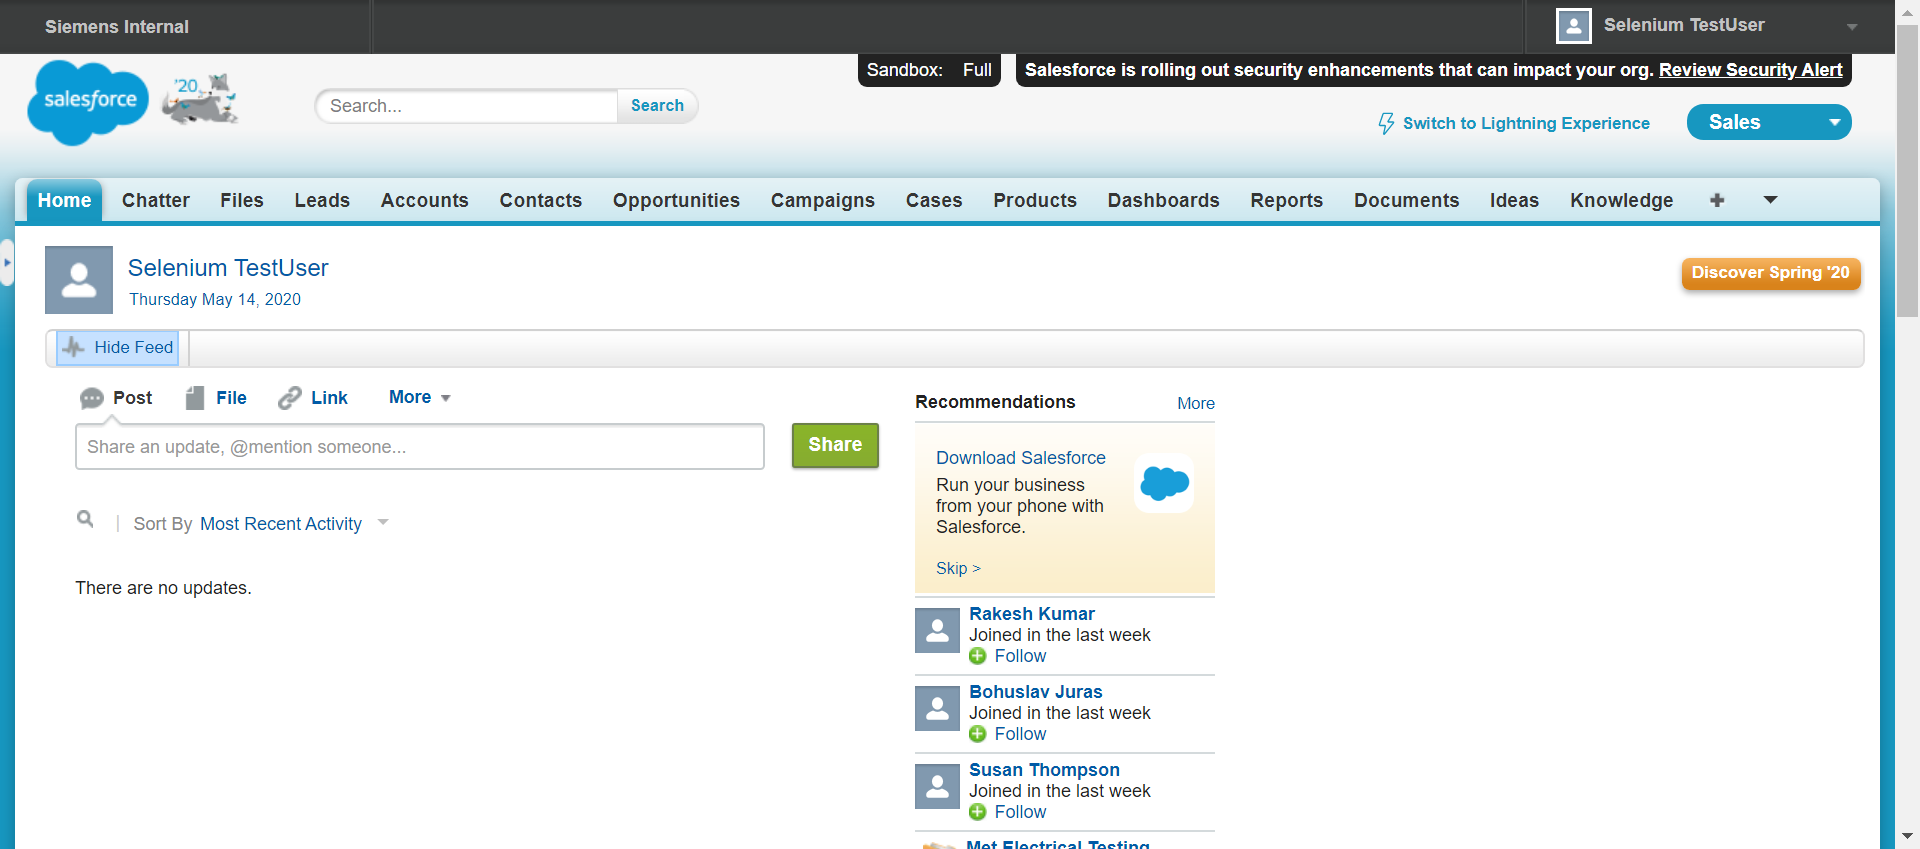 Siemens Internal
Selenium TestUser
Sandbox: Full
Salesforce is rolling out security enhancements that can impact your org. Review Security Alert
salesforce
'20
Search...
Search
Switch to Lightning Experience
Sales
Home Chatter Files Leads Accounts Contacts Opportunities Campaigns Cases Products Dashboards Reports Documents Ideas Knowledge
Selenium TestUser
Thursday May 14, 2020
Discover Spring '20
Hide Feed
Post File Link More
Share an update, @mention someone...
Share
Sort By Most Recent Activity
There are no updates.
Recommendations More
Download Salesforce
Run your business
from your phone with
Salesforce.
Skip >
Rakesh Kumar
Joined in the last week
Follow
Bohuslav Juras
Joined in the last week
Follow
Susan Thompson
Joined in the last week
Follow
Met Electrical Testing